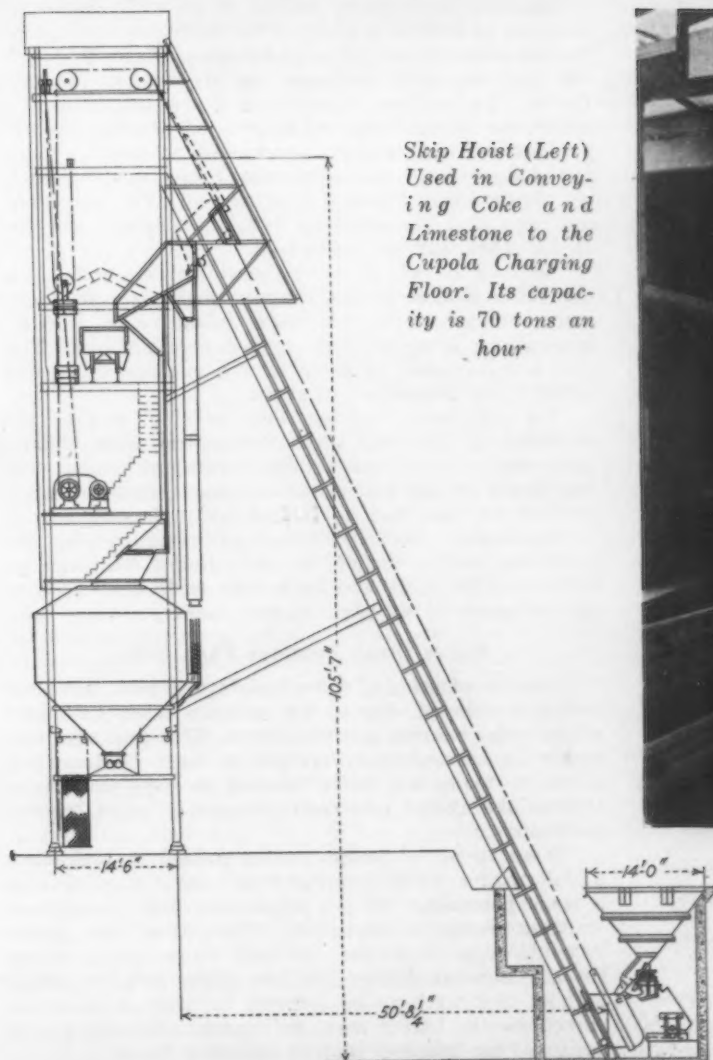 Skip Hoist (Left)
Used in Convey-
ing Coke and
Limestone to the
Cupola Charging
Floor. Its capac-
ity is 70 tons an
hour
105'-7"
14'-6"
14'-0"
50'-8¼"